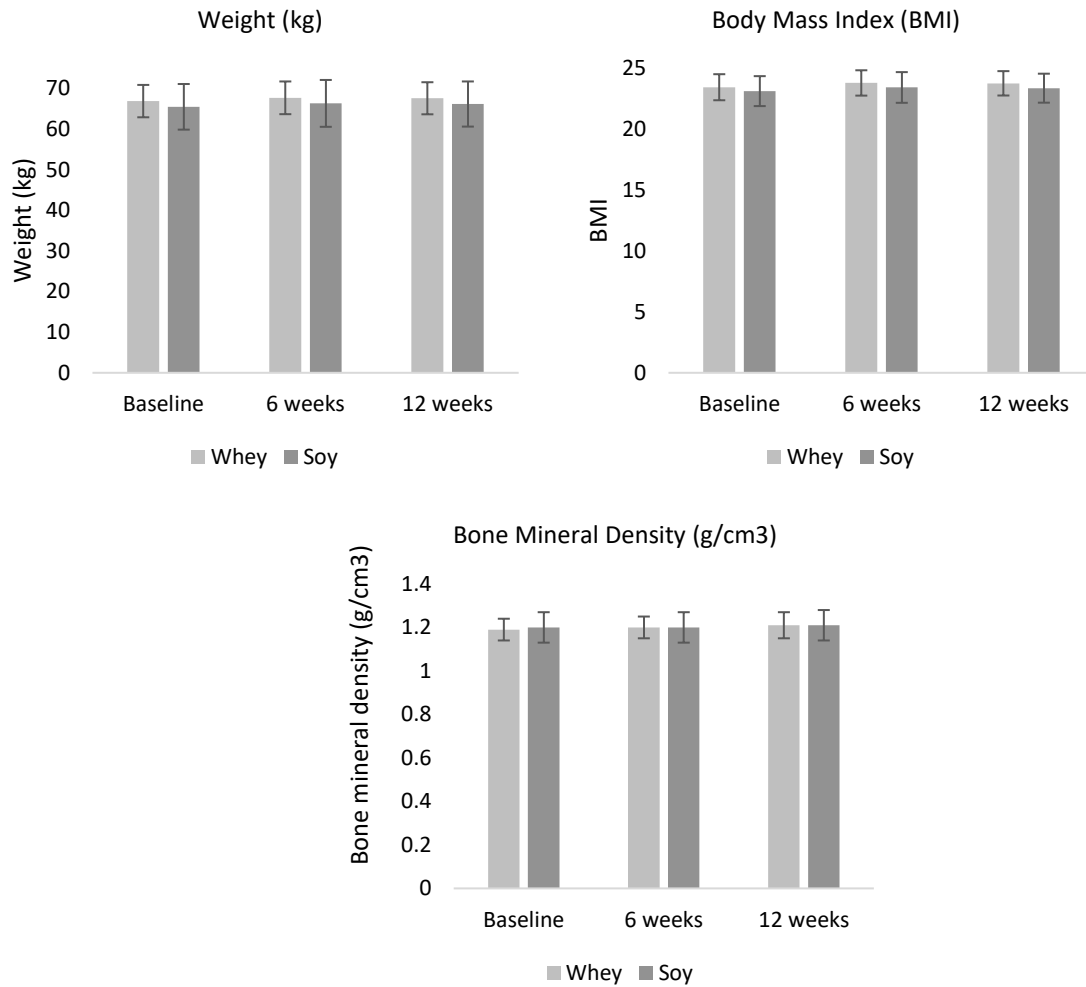 Weight (kg)
Weight (kg)
70
60
50
40
30
20
10
0
Baseline 6 weeks 12 weeks
Whey Soy
Body Mass Index (BMI)
BMI
25
20
15
10
5
0
Baseline 6 weeks 12 weeks
Whey Soy
Bone Mineral Density (g/cm3)
Bone mineral density (g/cm3)
1.4
1.2
1
0.8
0.6
0.4
0.2
0
Baseline 6 weeks 12 weeks
Whey Soy